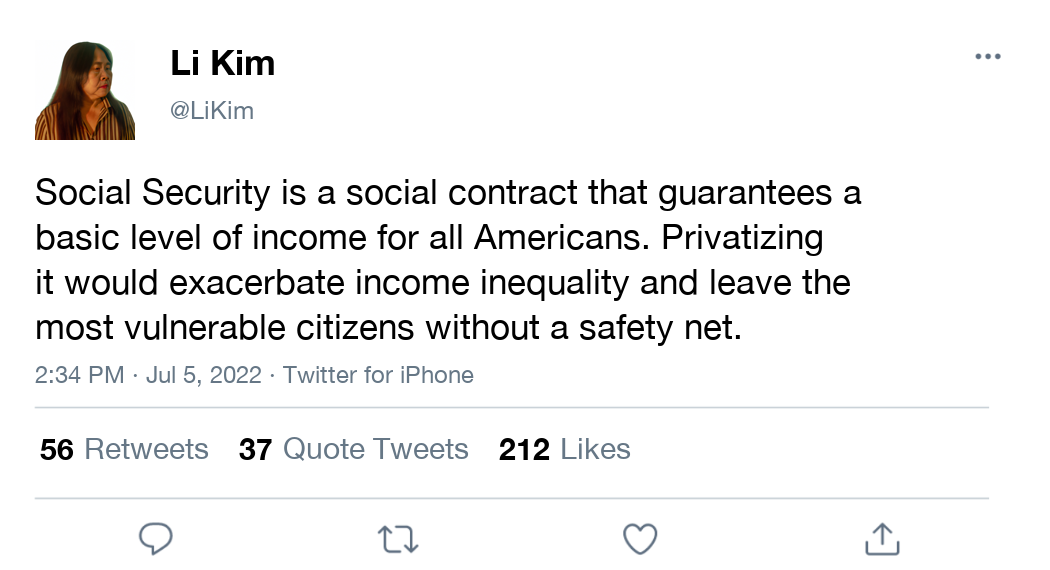 Li Kim
@LiKim
Social Security is a social contract that guarantees a
basic level of income for all Americans. Privatizing
it would exacerbate income inequality and leave the
most vulnerable citizens without a safety net.
2:34 PM · Jul 5, 2022 · Twitter for iPhone
56 Retweets 37 Quote Tweets 212 Likes